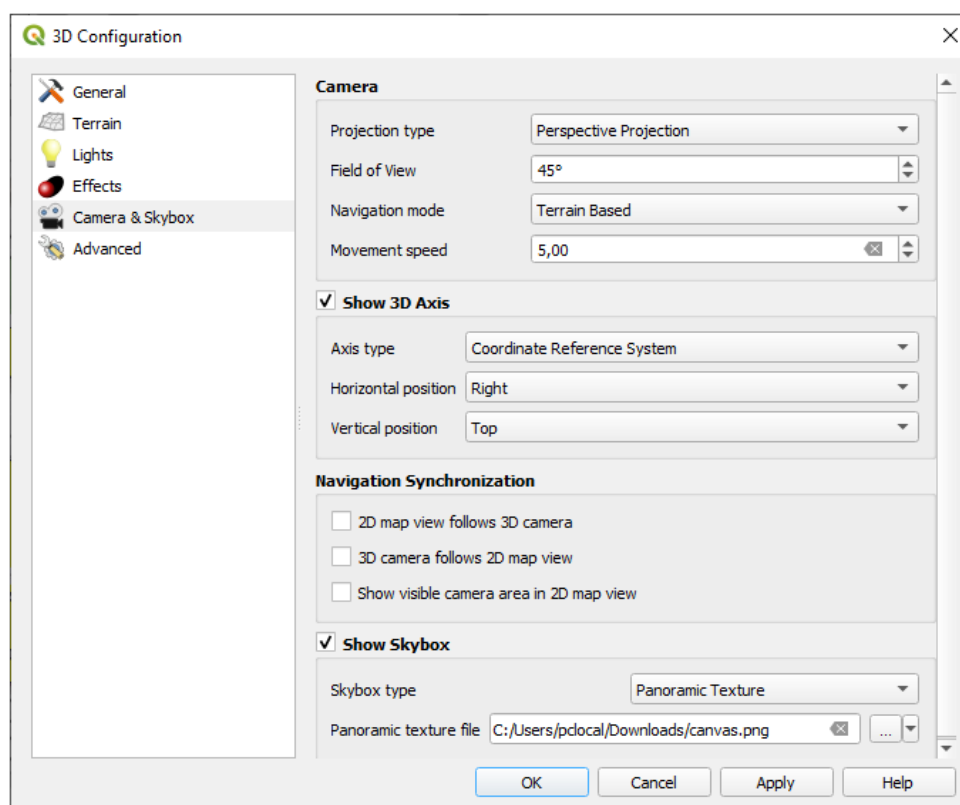 3D Configuration
General
Terrain
Lights
Effects
Camera & Skybox
Advanced
Camera
Projection type Perspective Projection
Field of View 45°
Navigation mode Terrain Based
Movement speed 5,00
Show 3D Axis
Axis type Coordinate Reference System
Horizontal position Right
Vertical position Top
Navigation Synchronization
2D map view follows 3D camera
3D camera follows 2D map view
Show visible camera area in 2D map view
Show Skybox
Skybox type Panoramic Texture
Panoramic texture file C:/Users/pclocal/Downloads/canvas.png ...
OK Cancel Apply Help